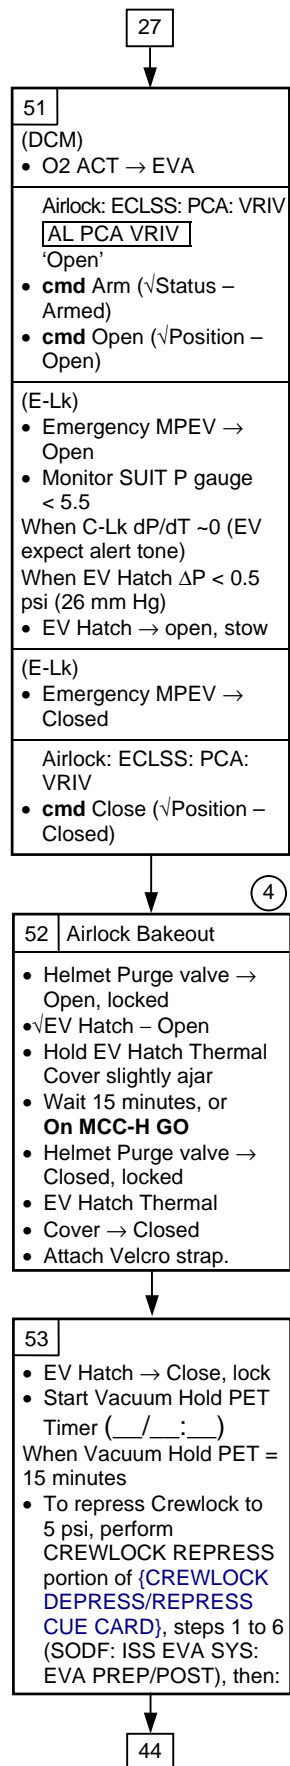 27
51
(DCM)
• O2 ACT → EVA
Airlock: ECLSS: PCA: VRIV
AL PCA VRIV
‘Open’
• cmd Arm (√Status –
Armed)
• cmd Open (√Position –
Open)
(E-Lk)
• Emergency MPEV →
Open
• Monitor SUIT P gauge
< 5.5
When C-Lk dP/dT ~0 (EV
expect alert tone)
When EV Hatch ΔP < 0.5
psi (26 mm Hg)
• EV Hatch → open, stow
(E-Lk)
• Emergency MPEV →
Closed
Airlock: ECLSS: PCA:
VRIV
• cmd Close (√Position –
Closed)
4
52 Airlock Bakeout
• Helmet Purge valve →
Open, locked
•√EV Hatch – Open
• Hold EV Hatch Thermal
Cover slightly ajar
• Wait 15 minutes, or
On MCC-H GO
• Helmet Purge valve →
Closed, locked
• EV Hatch Thermal
• Cover → Closed
• Attach Velcro strap.
53
• EV Hatch → Close, lock
• Start Vacuum Hold PET
Timer (__/__:__)
When Vacuum Hold PET =
15 minutes
• To repress Crewlock to
5 psi, perform
CREWLOCK REPRESS
portion of {CREWLOCK
DEPRESS/REPRESS
CUE CARD}, steps 1 to 6
(SODF: ISS EVA SYS:
EVA PREP/POST), then:
44